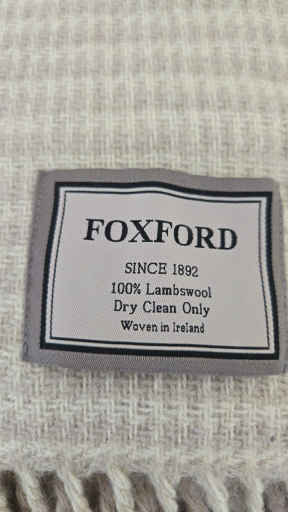 FOXFORD
SINCE 1892
100% Lambswool
Dry Clean Only
Woven in Ireland